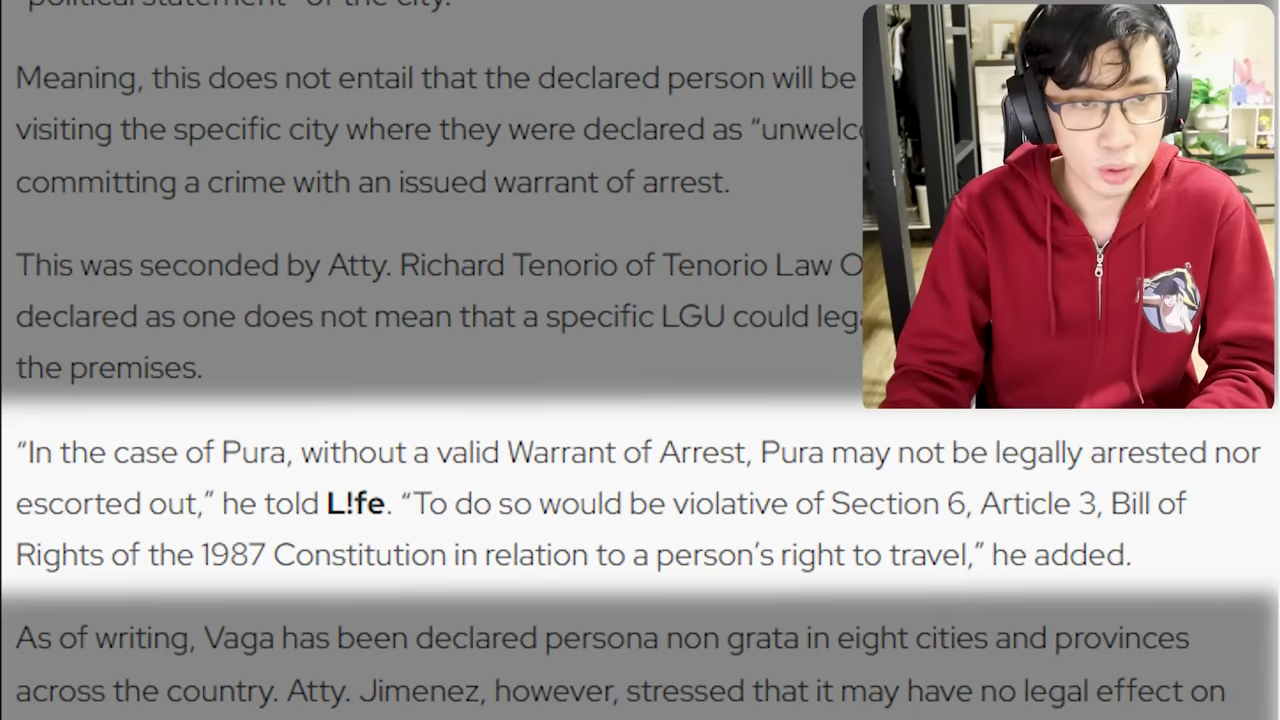 "political statement" of the city.
Meaning, this does not entail that the declared person will be
visiting the specific city where they were declared as “unwelc
committing a crime with an issued warrant of arrest.
This was seconded by Atty. Richard Tenorio of Tenorio Law O
declared as one does not mean that a specific LGU could leg
the premises.
“In the case of Pura, without a valid Warrant of Arrest, Pura may not be legally arrested nor
escorted out,” he told L!fe. “To do so would be violative of Section 6, Article 3, Bill of
Rights of the 1987 Constitution in relation to a person’s right to travel,” he added.
As of writing, Vaga has been declared persona non grata in eight cities and provinces
across the country. Atty. Jimenez, however, stressed that it may have no legal effect on